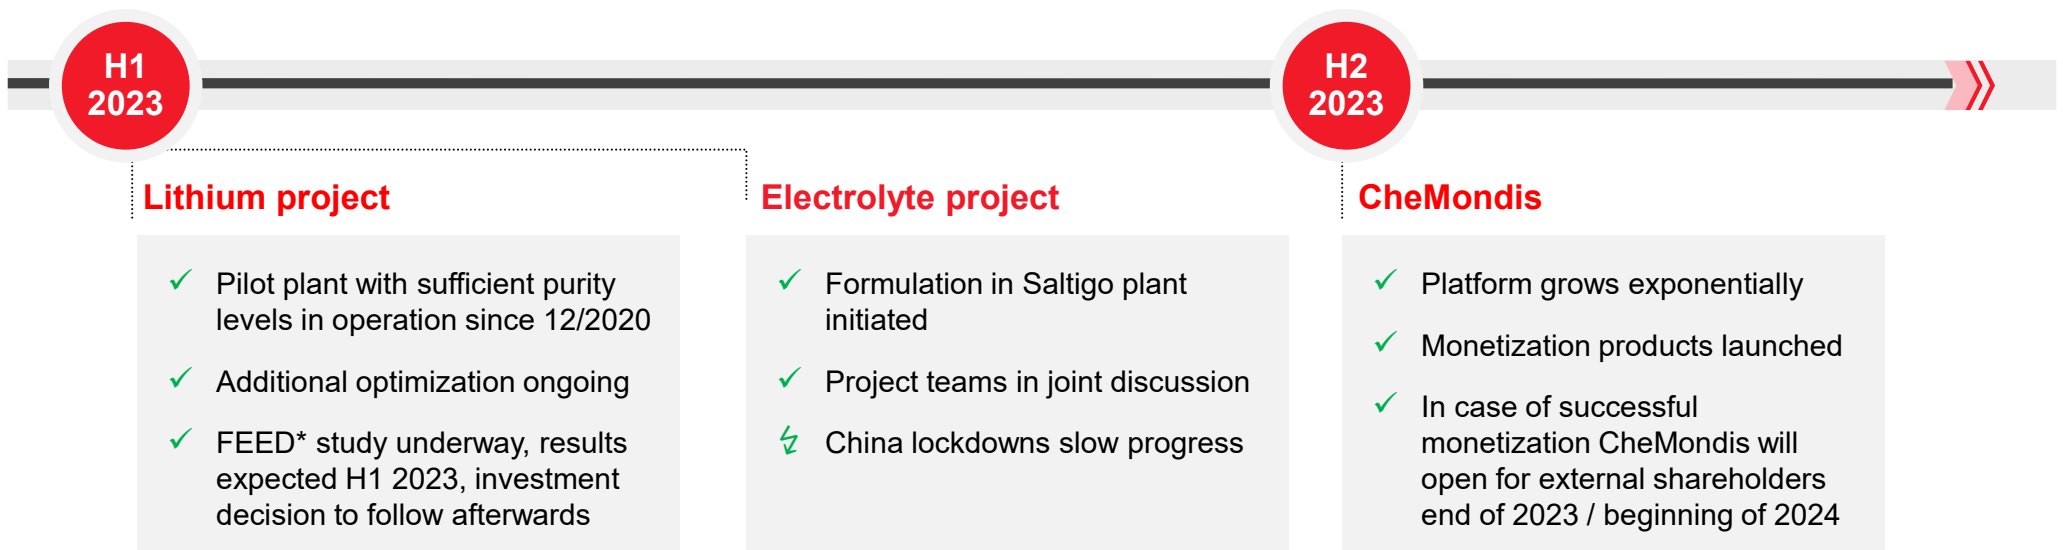 H1
2023
H2
2023
Lithium project
Pilot plant with sufficient purity
levels in operation since 12/2020
Additional optimization ongoing
FEED* study underway, results
expected H1 2023, investment
decision to follow afterwards
Electrolyte project
Formulation in Saltigo plant
initiated
Project teams in joint discussion
China lockdowns slow progress
CheMondis
Platform grows exponentially
Monetization products launched
In case of successful
monetization CheMondis will
open for external shareholders
end of 2023 / beginning of 2024